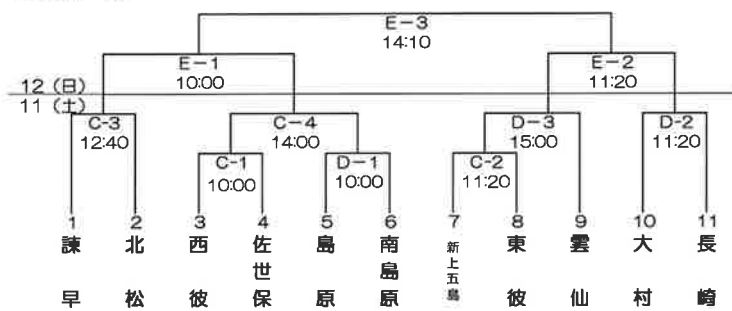 E-3
14:10
E-1 E-2
10:00 11:20
12 (日)
11 (土)
C-3 C-4 D-3 D-2
12:40 14:00 15:00 11:20
C-1 D-1 C-2
10:00 10:00 11:20
1 2 3 4 5 6 7 8 9 10 11
諫早
北松
西彼
佐世保
島原
南島原
新上五島
東彼
雲仙
大村
長崎